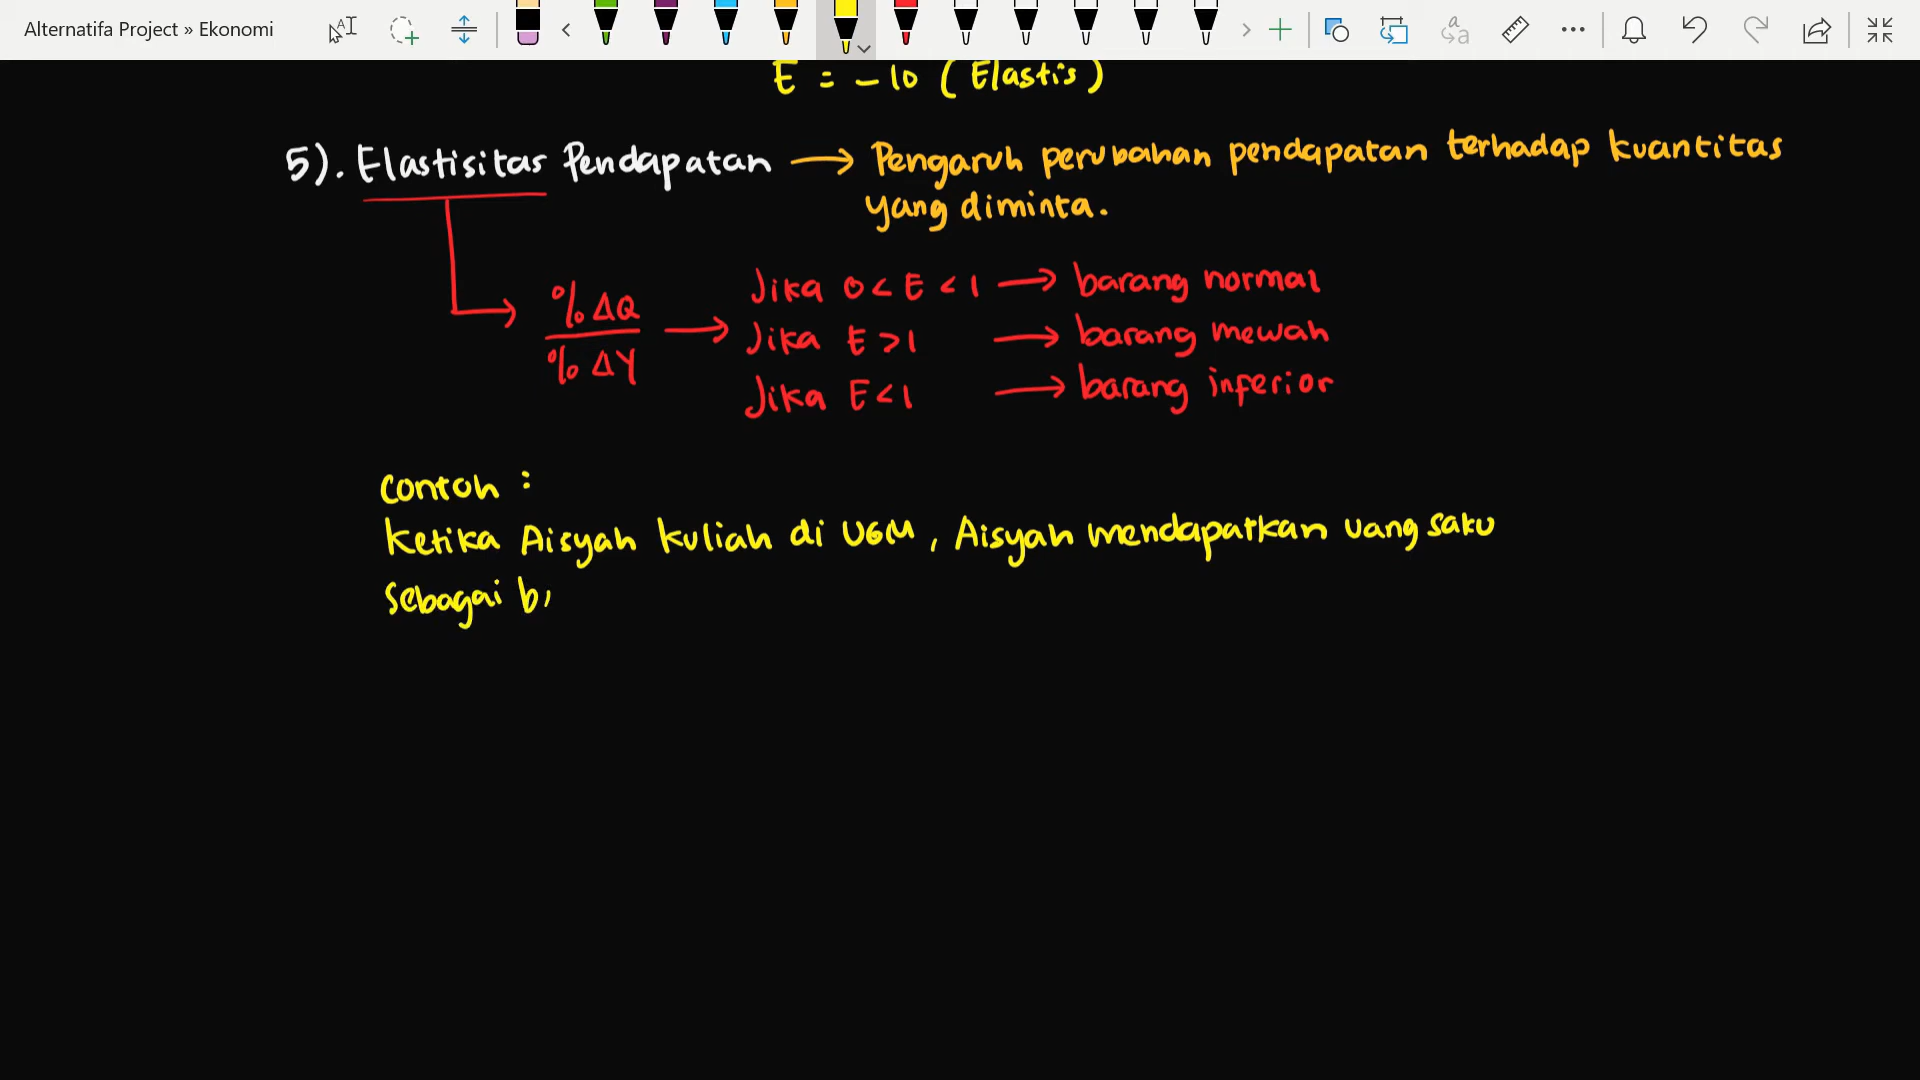 Alternatifa Project » Ekonomi
E = -10 (Elastis)
5). Elastisitas Pendapatan → Pengaruh perubahan pendapatan terhadap kuantitas
yang diminta.
%ΔQ
%ΔY
→ Jika 0 < E < 1 → barang normal
Jika E > 1 → barang mewah
Jika E < 1 → barang inferior
Contoh :
Ketika Aisyah kuliah di UGM, Aisyah mendapatkan uang saku
Sebagai b